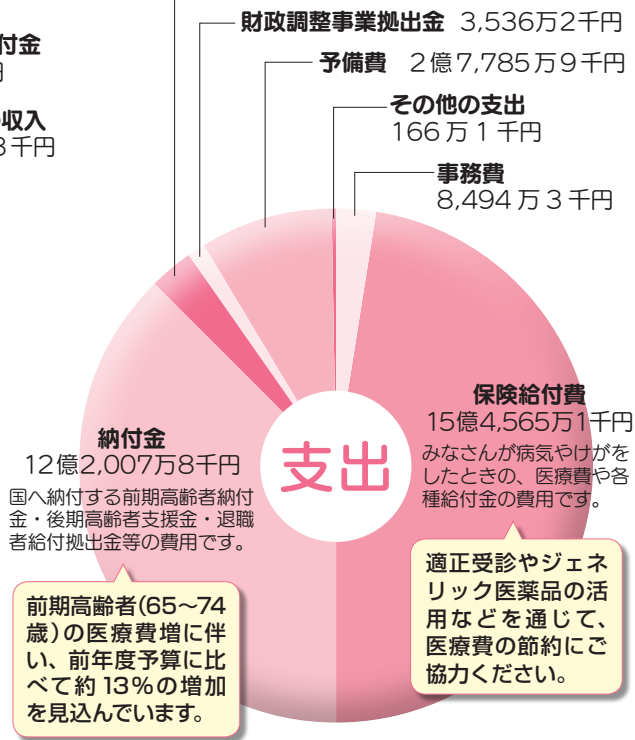 財政調整事業拠出金 3,536万2千円
付金
円
予備費 2億7,785万9千円
その他の支出
166万1千円
収入
3千円
事務費
8,494万3千円
保険給付費
15億4,565万1千円
みなさんが病気やけがを
したときの、医療費や各
種給付金の費用です。
適正受診やジェネ
リック医薬品の活
用などを通じて、
医療費の節約にご
協力ください。
支出
納付金
12億2,007万8千円
国へ納付する前期高齢者納付
金・後期高齢者支援金・退職
者給付拠出金等の費用です。
前期高齢者(65〜74
歳)の医療費増に伴
い、前年度予算に比
べて約13%の増加
を見込んでいます。